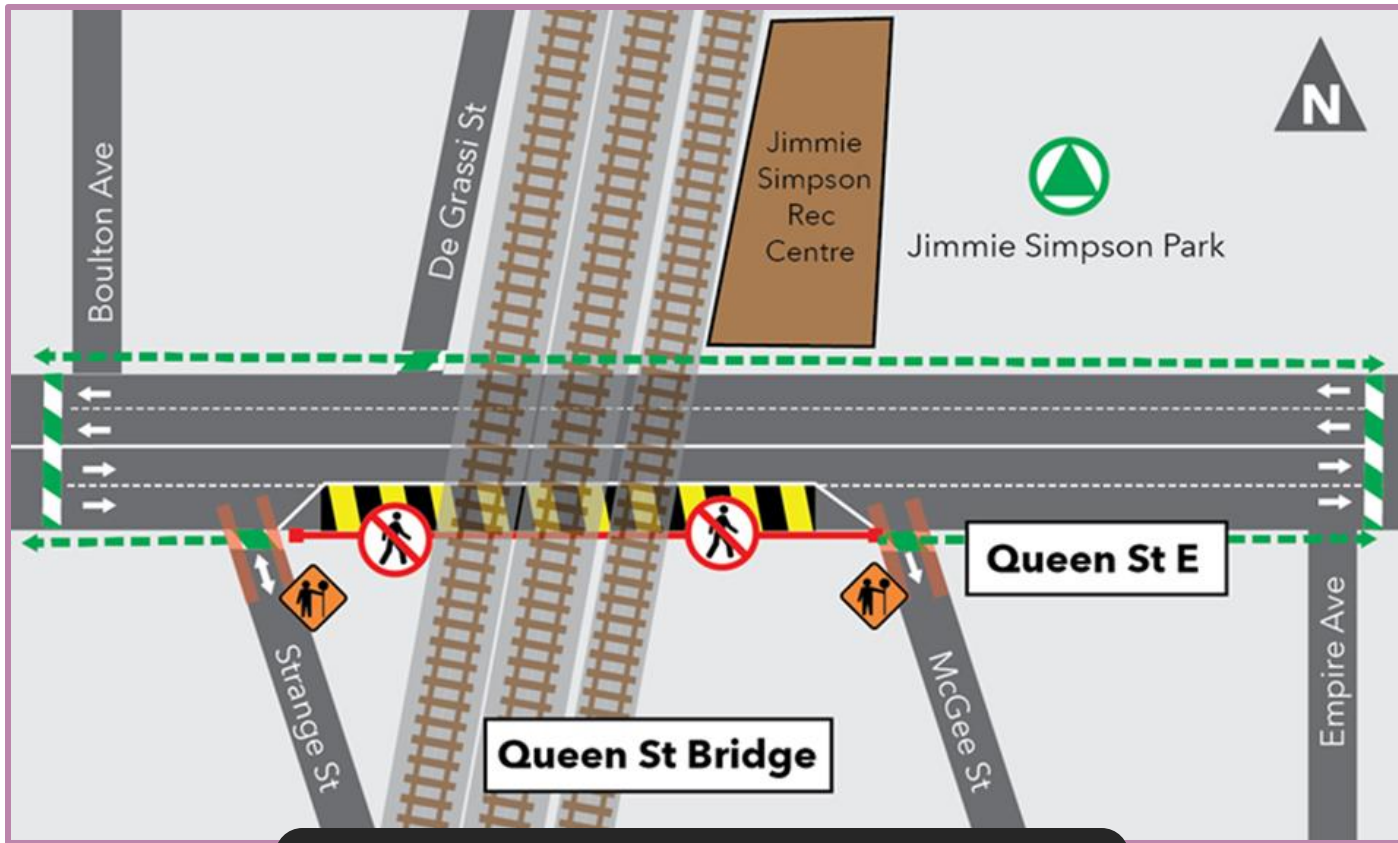 N
Boulton Ave
De Grassi St
Jimmie
Simpson
Rec
Centre
Jimmie Simpson Park
Queen St E
Strange St
McGee St
Empire Ave
Queen St Bridge